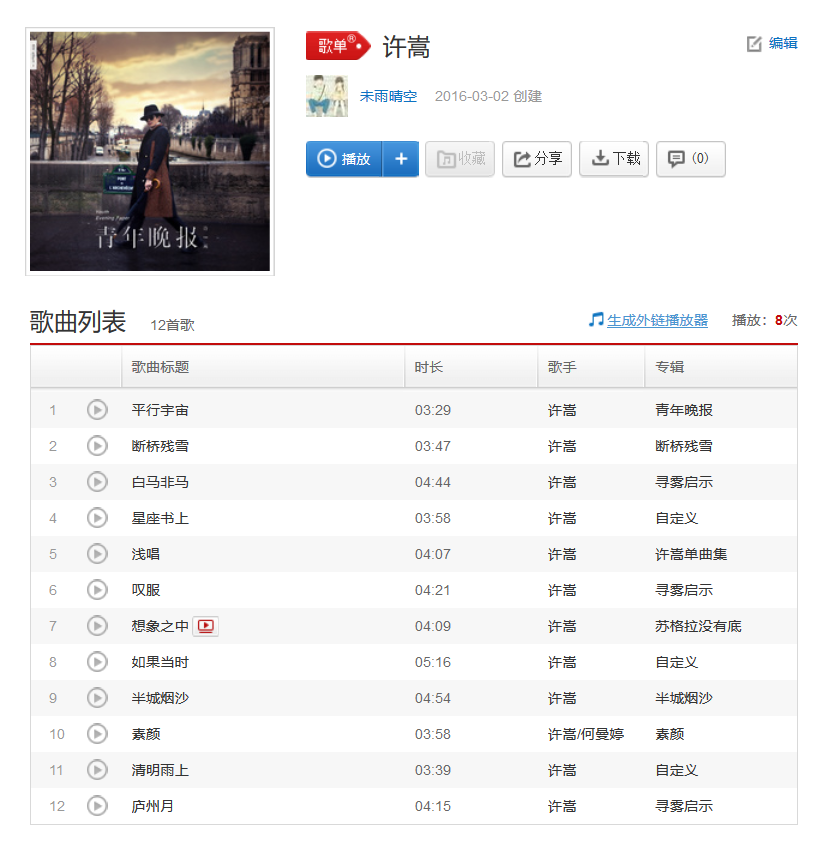 歌单® 许嵩
编辑
未雨晴空 2016-03-02 创建
播放 + 收藏 分享 下载 (0)
青年晚报
歌曲列表 12首歌 生成外链播放器 播放：8次
歌曲标题 时长 歌手 专辑
1 平行宇宙 03:29 许嵩 青年晚报
2 断桥残雪 03:47 许嵩 断桥残雪
3 白马非马 04:44 许嵩 寻雾启示
4 星座书上 03:58 许嵩 自定义
5 浅唱 04:07 许嵩 许嵩单曲集
6 叹服 04:21 许嵩 寻雾启示
7 想象之中 04:09 许嵩 苏格拉没有底
8 如果当时 05:16 许嵩 自定义
9 半城烟沙 04:54 许嵩 半城烟沙
10 素颜 03:58 许嵩/何曼婷 素颜
11 清明雨上 03:39 许嵩 自定义
12 庐州月 04:15 许嵩 寻雾启示